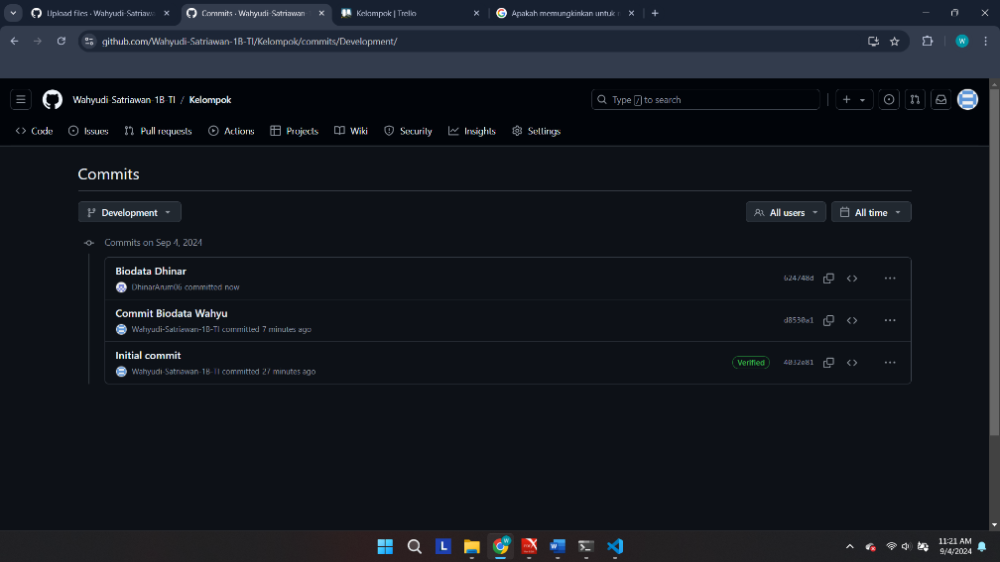 Upload files · Wahyudi-Satriawa
Commits · Wahyudi-Satriawan-
Kelompok | Trello
Apakah memungkinkan untuk
github.com/Wahyudi-Satriawan-1B-TI/Kelompok/commits/Development/
W
Wahyudi-Satriawan-1B-TI / Kelompok
Type / to search
Code
Issues
Pull requests
Actions
Projects
Wiki
Security
Insights
Settings
Commits
Development
All users
All time
Commits on Sep 4, 2024
Biodata Dhinar
624748d
DhinarArum06 committed now
Commit Biodata Wahyu
d8530a1
Wahyudi-Satriawan-1B-TI committed 7 minutes ago
Initial commit
Verified
4032e81
Wahyudi-Satriawan-1B-TI committed 27 minutes ago
L
W
W
11:21 AM
9/4/2024